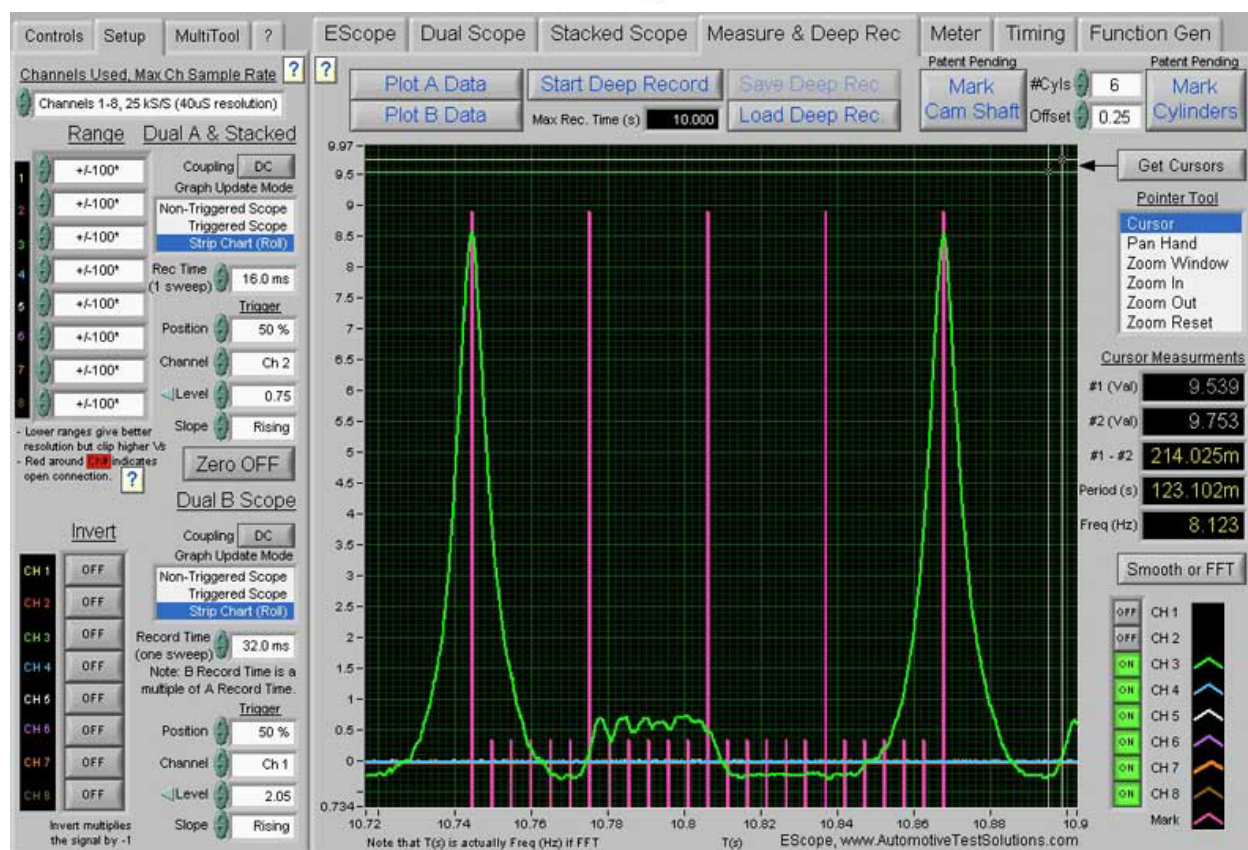 Controls Setup MultiTool ?
EScope Dual Scope Stacked Scope Measure & Deep Rec Meter Timing Function Gen
Channels Used, Max Ch Sample Rate ?
Channels 1-8, 25 kS/S (40uS resolution)
Range Dual A & Stacked
1 +/-100*
2 +/-100*
3 +/-100*
4 +/-100*
5 +/-100*
6 +/-100*
7 +/-100*
8 +/-100*
Coupling DC
Graph Update Mode
Non-Triggered Scope
Triggered Scope
Strip Chart (Roll)
Rec Time
(1 sweep) 16.0 ms
Trigger
Position 50 %
Channel Ch 2
Level 0.75
Slope Rising
- Lower ranges give better
resolution but clip higher Vs
- Red around Ch# indicates
open connection. ?
Zero OFF
Dual B Scope
Invert
CH 1 OFF
CH 2 OFF
CH 3 OFF
CH 4 OFF
CH 5 OFF
CH 6 OFF
CH 7 OFF
CH 8 OFF
Invert multiplies
the signal by -1
Coupling DC
Graph Update Mode
Non-Triggered Scope
Triggered Scope
Strip Chart (Roll)
Record Time
(one sweep) 32.0 ms
Note: B Record Time is a
multiple of A Record Time.
Trigger
Position 50 %
Channel Ch 1
Level 2.05
Slope Rising
?
Plot A Data Start Deep Record Save Deep Rec
Plot B Data Max Rec. Time (s) 10.000 Load Deep Rec
Patent Pending
Mark
Cam Shaft
#Cyls 6
Offset 0.25
Patent Pending
Mark
Cylinders
9.97
9.5
9
8.5
8
7.5
7
6.5
6
5.5
5
4.5
4
3.5
3
2.5
2
1.5
1
0.5
0
0.734
10.72 10.74 10.76 10.78 10.8 10.82 10.84 10.86 10.88 10.9
Note that T(s) is actually Freq (Hz) if FFT T(s) EScope, www.AutomotiveTestSolutions.com
Get Cursors
Pointer Tool
Cursor
Pan Hand
Zoom Window
Zoom In
Zoom Out
Zoom Reset
Cursor Measurments
#1 (Val) 9.539
#2 (Val) 9.753
#1 - #2 214.025m
Period (s) 123.102m
Freq (Hz) 8.123
Smooth or FFT
OFF CH 1
OFF CH 2
ON CH 3
ON CH 4
ON CH 5
ON CH 6
ON CH 7
ON CH 8
Mark